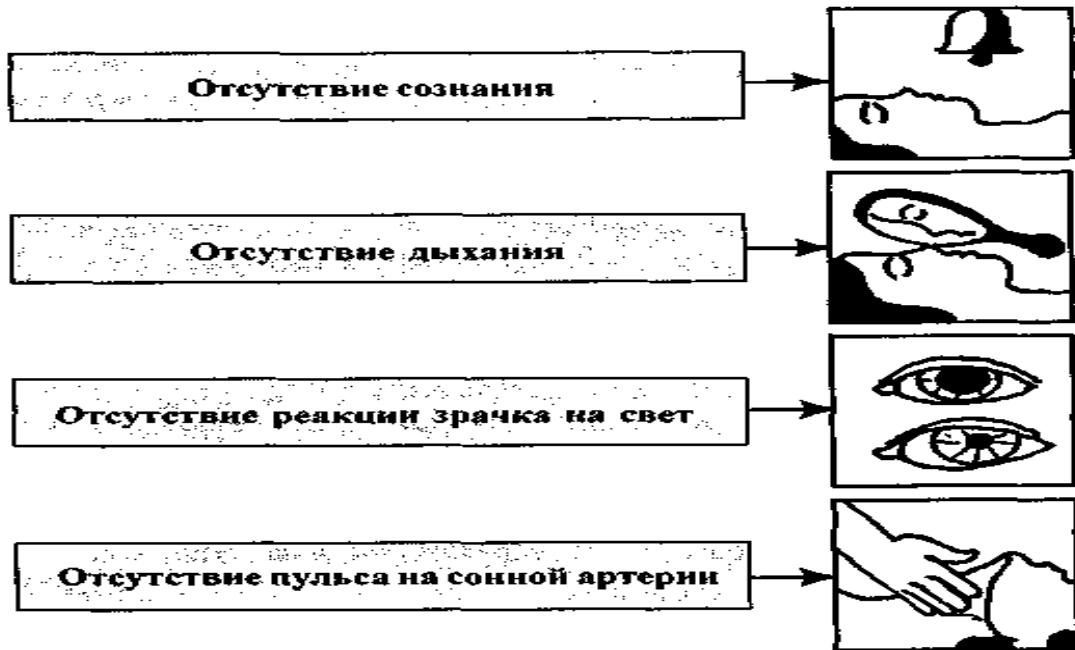 Отсутствие сознания
Отсутствие дыхания
Отсутствие реакции зрачка на свет
Отсутствие пульса на сонной артерии